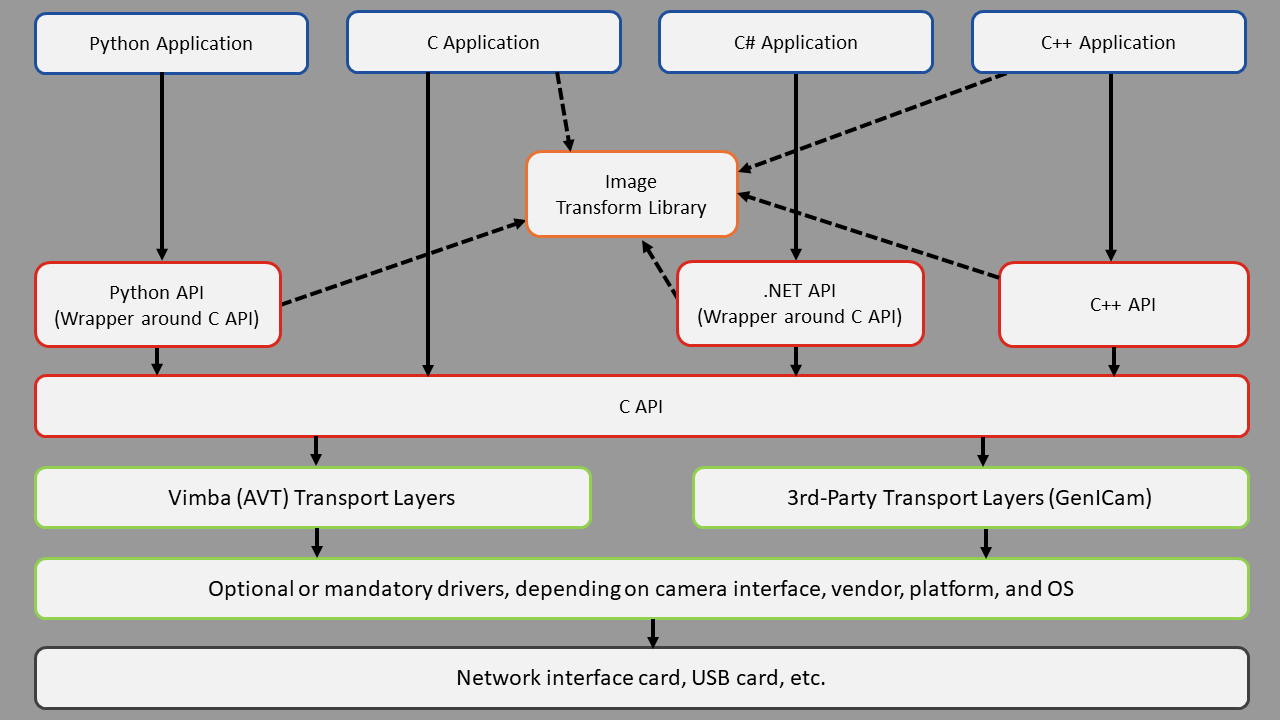 Python Application
C Application
C# Application
C++ Application
Image
Transform Library
Python API
(Wrapper around C API)
.NET API
(Wrapper around C API)
C++ API
C API
Vimba (AVT) Transport Layers
3rd-Party Transport Layers (GenICam)
Optional or mandatory drivers, depending on camera interface, vendor, platform, and OS
Network interface card, USB card, etc.